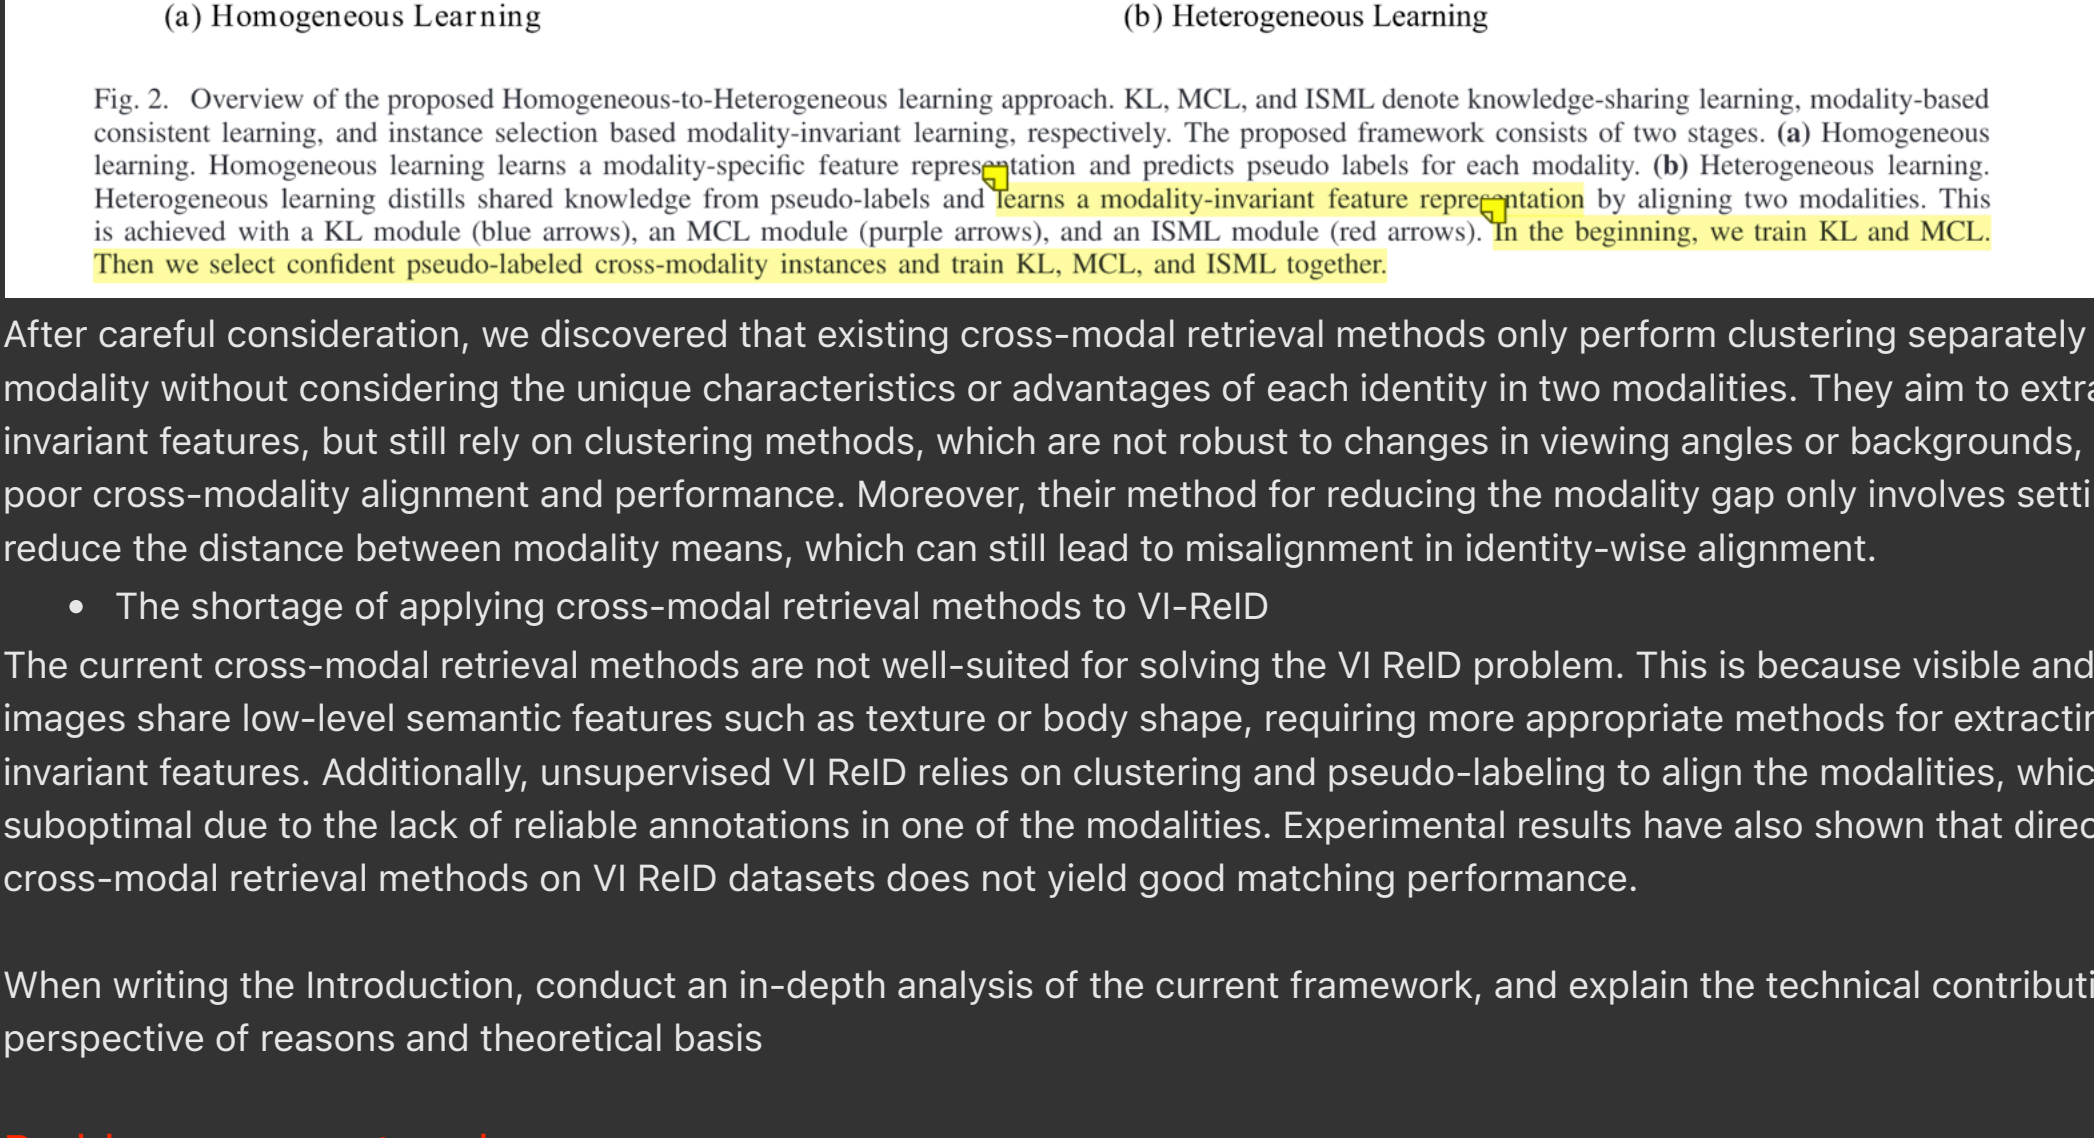 (a) Homogeneous Learning (b) Heterogeneous Learning
Fig. 2. Overview of the proposed Homogeneous-to-Heterogeneous learning approach. KL, MCL, and ISML denote knowledge-sharing learning, modality-based
consistent learning, and instance selection based modality-invariant learning, respectively. The proposed framework consists of two stages. (a) Homogeneous
learning. Homogeneous learning learns a modality-specific feature representation and predicts pseudo labels for each modality. (b) Heterogeneous learning.
Heterogeneous learning distills shared knowledge from pseudo-labels and learns a modality-invariant feature representation by aligning two modalities. This
is achieved with a KL module (blue arrows), an MCL module (purple arrows), and an ISML module (red arrows). In the beginning, we train KL and MCL.
Then we select confident pseudo-labeled cross-modality instances and train KL, MCL, and ISML together.
After careful consideration, we discovered that existing cross-modal retrieval methods only perform clustering separately
modality without considering the unique characteristics or advantages of each identity in two modalities. They aim to
invariant features, but still rely on clustering methods, which are not robust to changes in viewing angles or backgrounds,
poor cross-modality alignment and performance. Moreover, their method for reducing the modality gap only involves
reduce the distance between modality means, which can still lead to misalignment in identity-wise alignment.
• The shortage of applying cross-modal retrieval methods to VI-ReID
The current cross-modal retrieval methods are not well-suited for solving the VI ReID problem. This is because visible and
images share low-level semantic features such as texture or body shape, requiring more appropriate methods for
invariant features. Additionally, unsupervised VI ReID relies on clustering and pseudo-labeling to align the modalities,
suboptimal due to the lack of reliable annotations in one of the modalities. Experimental results have also shown that
cross-modal retrieval methods on VI ReID datasets does not yield good matching performance.
When writing the Introduction, conduct an in-depth analysis of the current framework, and explain the technical
perspective of reasons and theoretical basis